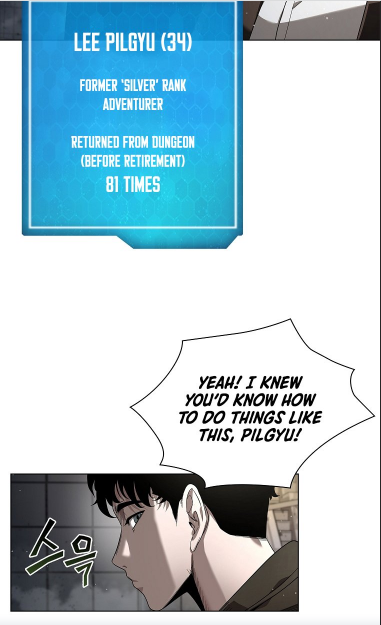 LEE PILGYU (34)
FORMER 'SILVER' RANK
ADVENTURER
RETURNED FROM DUNGEON
(BEFORE RETIREMENT)
81 TIMES
YEAH! I KNEW
YOU'D KNOW HOW
TO DO THINGS LIKE
THIS, PILGYU!
스윽